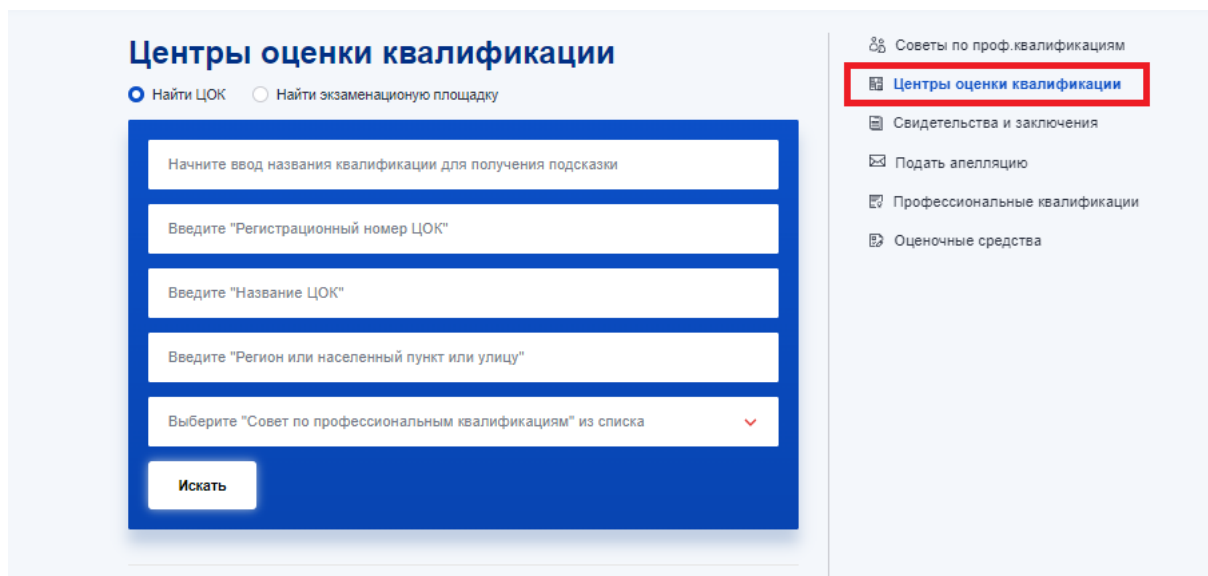 Центры оценки квалификации
Найти ЦОК
Найти экзаменационую площадку
Начните ввод названия квалификации для получения подсказки
Введите "Регистрационный номер ЦОК"
Введите "Название ЦОК"
Введите "Регион или населенный пункт или улицу"
Выберите "Совет по профессиональным квалификациям" из списка
Искать
Советы по проф.квалификациям
Центры оценки квалификации
Свидетельства и заключения
Подать апелляцию
Профессиональные квалификации
Оценочные средства